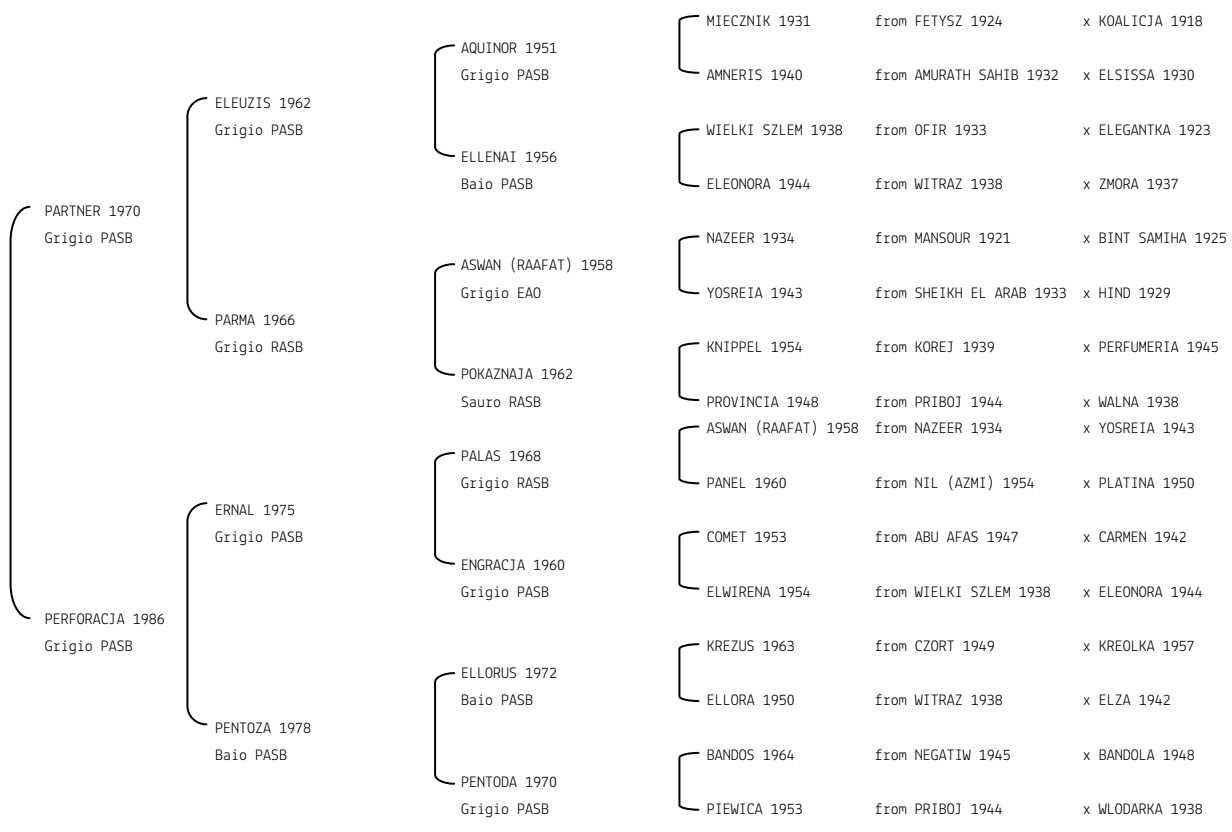 MIECZNIK 1931 from FETYSZ 1924 x KOALICJA 1918
AQUINOR 1951
Grigio PASB AMNERIS 1940 from AMURATH SAHIB 1932 x ELSISSA 1930
ELEUZIS 1962
Grigio PASB WIELKI SZLEM 1938 from OFIR 1933 x ELEGANTKA 1923
ELLENAI 1956
Baio PASB ELEONORA 1944 from WITRAZ 1938 x ZMORA 1937
PARTNER 1970
Grigio PASB NAZEER 1934 from MANSOUR 1921 x BINT SAMIHA 1925
ASWAN (RAAFAT) 1958
Grigio EAO YOSREIA 1943 from SHEIKH EL ARAB 1933 x HIND 1929
PARMA 1966
Grigio RASB KNIPPEL 1954 from KOREJ 1939 x PERFUMERIA 1945
POKAZNAJA 1962
Sauro RASB PROVINCIA 1948 from PRIBOJ 1944 x WALNA 1938
ASWAN (RAAFAT) 1958 from NAZEER 1934 x YOSREIA 1943
PALAS 1968
Grigio RASB PANEL 1960 from NIL (AZMI) 1954 x PLATINA 1950
ERNAL 1975
Grigio PASB COMET 1953 from ABU AFAS 1947 x CARMEN 1942
ENGRACJA 1960
Grigio PASB ELWIRENA 1954 from WIELKI SZLEM 1938 x ELEONORA 1944
PERFORACJA 1986
Grigio PASB KREZUS 1963 from CZORT 1949 x KREOLKA 1957
ELLORUS 1972
Baio PASB ELLORA 1950 from WITRAZ 1938 x ELZA 1942
PENTOZA 1978
Baio PASB BANDOS 1964 from NEGATIW 1945 x BANDOLA 1948
PENTODA 1970
Grigio PASB PIEWICA 1953 from PRIBOJ 1944 x WLODARKA 1938